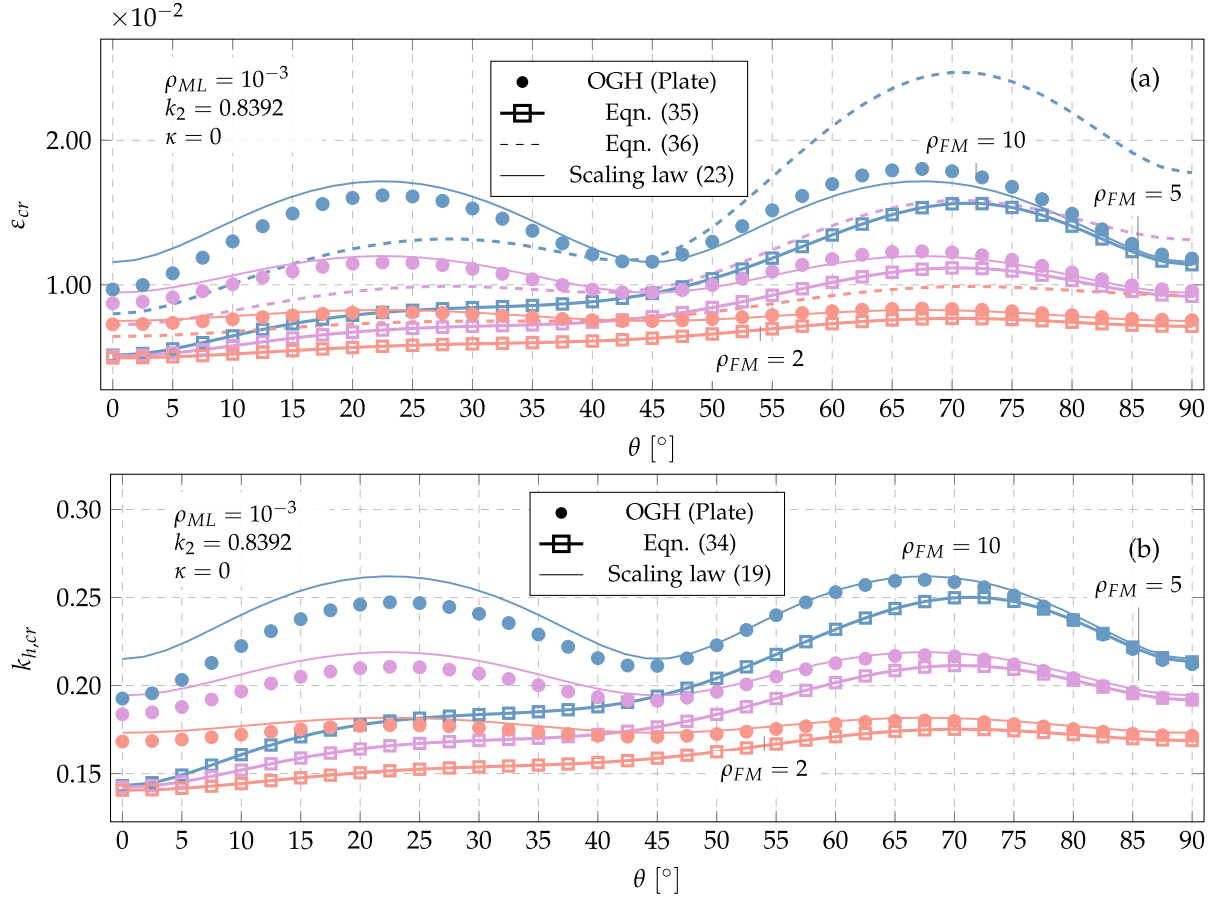 ×10⁻²
ρ_ML = 10⁻³
k₂ = 0.8392
κ = 0
OGH (Plate)
Eqn. (35)
Eqn. (36)
Scaling law (23)
(a)
ρ_FM = 10
ρ_FM = 5
ρ_FM = 2
2.00
1.00
ε_cr
0 5 10 15 20 25 30 35 40 45 50 55 60 65 70 75 80 85 90
θ [°]
ρ_ML = 10⁻³
k₂ = 0.8392
κ = 0
OGH (Plate)
Eqn. (34)
Scaling law (19)
(b)
ρ_FM = 10
ρ_FM = 5
ρ_FM = 2
0.30
0.25
0.20
0.15
k_h,cr
0 5 10 15 20 25 30 35 40 45 50 55 60 65 70 75 80 85 90
θ [°]